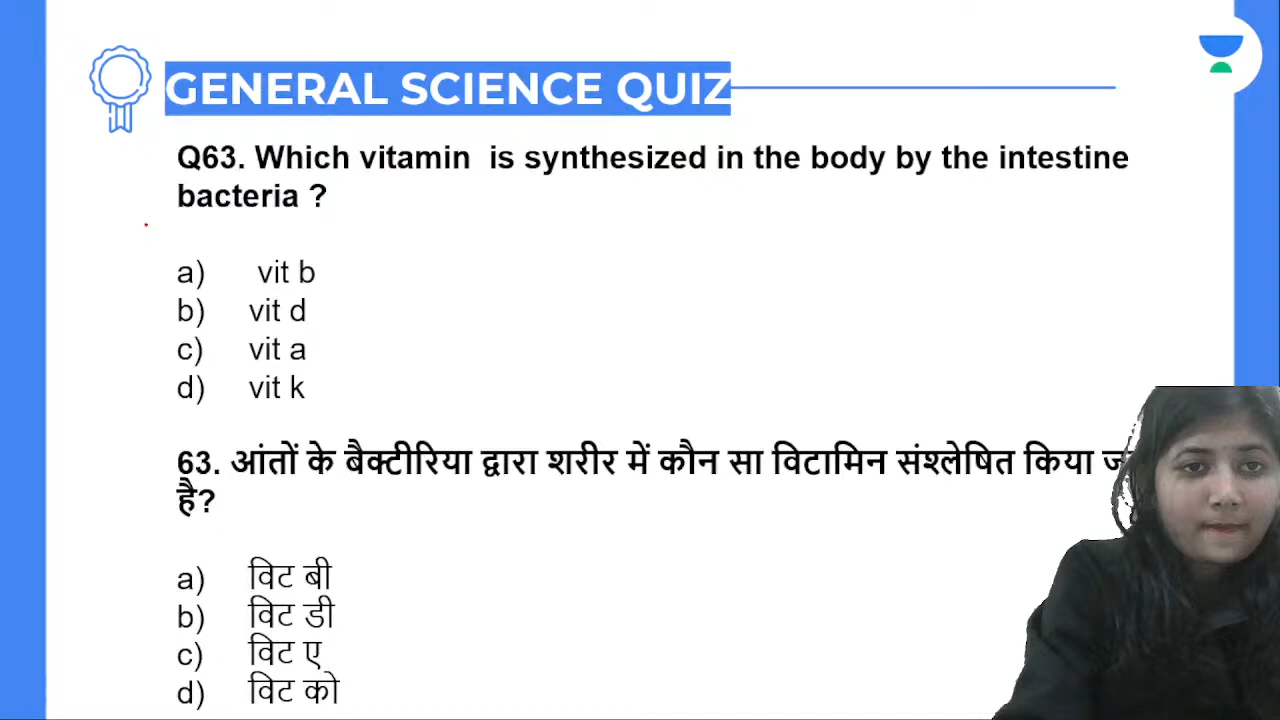 GENERAL SCIENCE QUIZ
Q63. Which vitamin is synthesized in the body by the intestine
bacteria ?
a) vit b
b) vit d
c) vit a
d) vit k
63. आंतों के बैक्टीरिया द्वारा शरीर में कौन सा विटामिन संश्लेषित किया
है?
a) विट बी
b) विट डी
c) विट ए
d) विट को